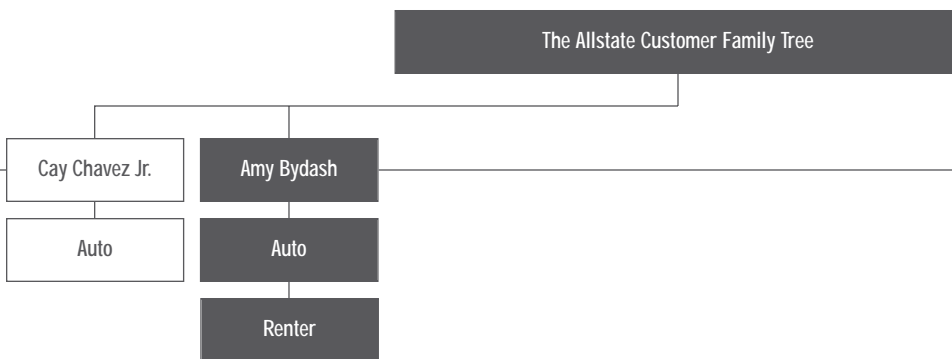 The Allstate Customer Family Tree
Cay Chavez Jr.
Amy Bydash
Auto
Auto
Renter